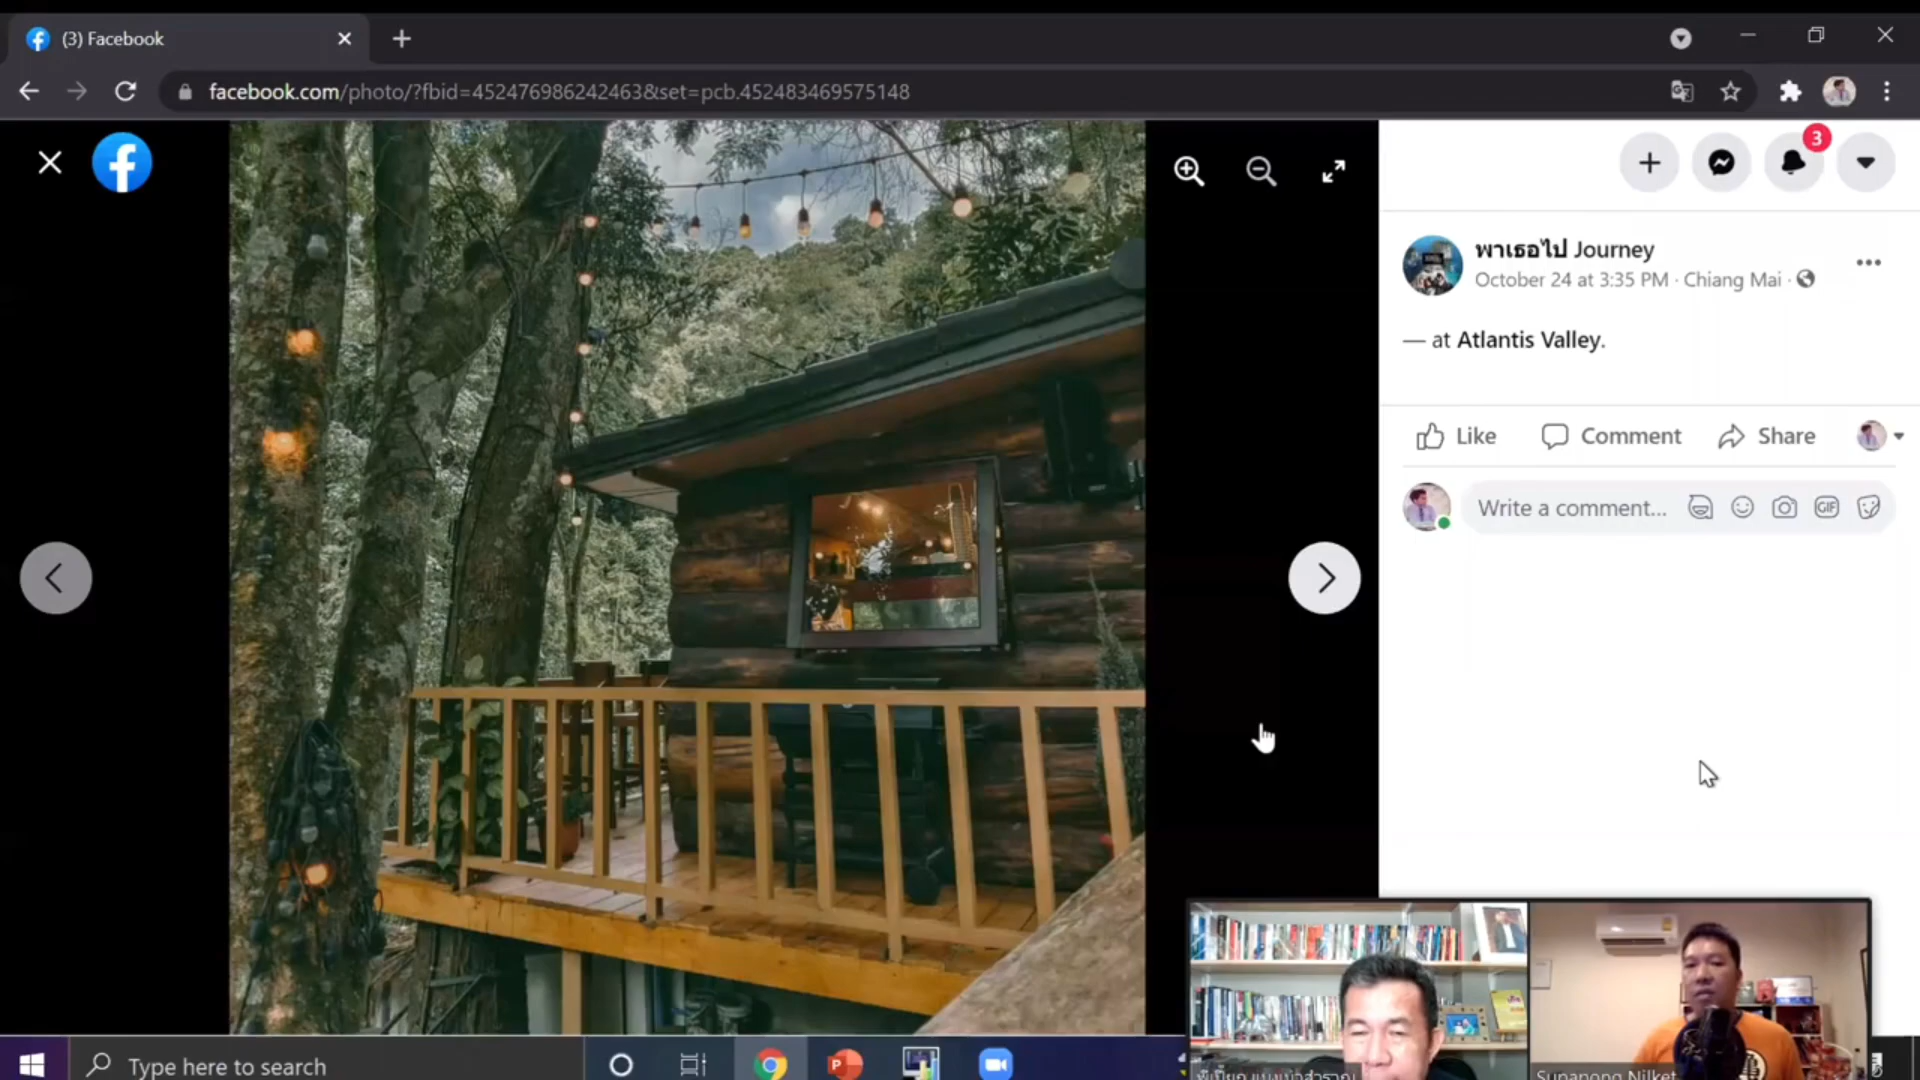 (3) Facebook
facebook.com/photo/?fbid=452476986242463&set=pcb.452483469575148
3
พาเธอไป Journey
October 24 at 3:35 PM · Chiang Mai ·
— at Atlantis Valley.
Like Comment Share
Write a comment...
GIF
Type here to search
Supanong Nilket